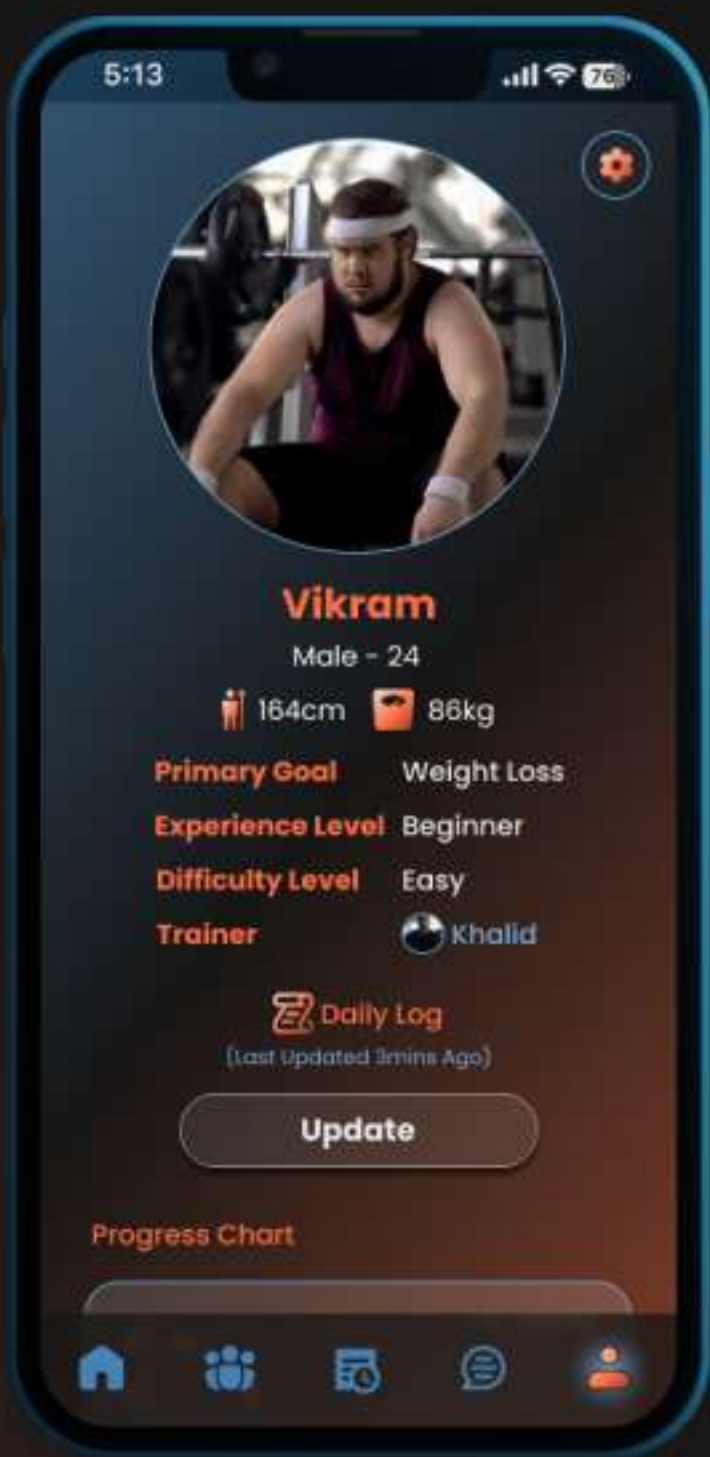 5:13
76
Vikram
Male - 24
164cm 86kg
Primary Goal Weight Loss
Experience Level Beginner
Difficulty Level Easy
Trainer Khalid
Daily Log
(Last Updated 3mins Ago)
Update
Progress Chart